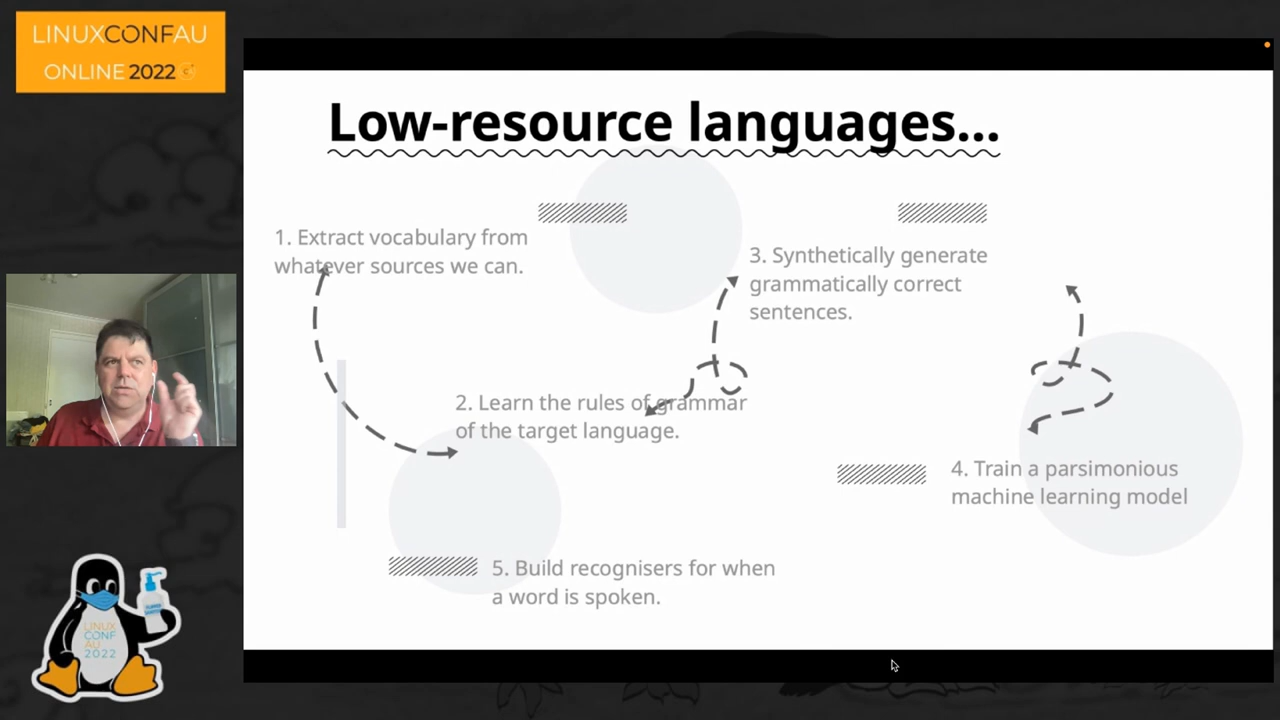 LINUXCONFAU
ONLINE 2022
Low-resource languages...
1. Extract vocabulary from
whatever sources we can.
2. Learn the rules of grammar
of the target language.
3. Synthetically generate
grammatically correct
sentences.
4. Train a parsimonious
machine learning model
5. Build recognisers for when
a word is spoken.
LINUX
CONF
AU
2022